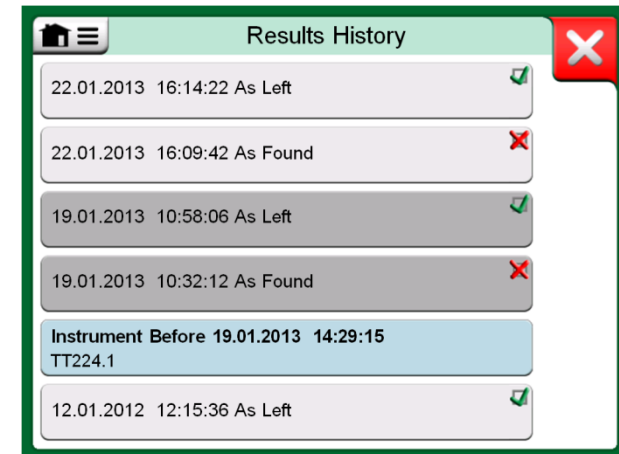 Results History
22.01.2013 16:14:22 As Left
22.01.2013 16:09:42 As Found
19.01.2013 10:58:06 As Left
19.01.2013 10:32:12 As Found
Instrument Before 19.01.2013 14:29:15
TT224.1
12.01.2012 12:15:36 As Left